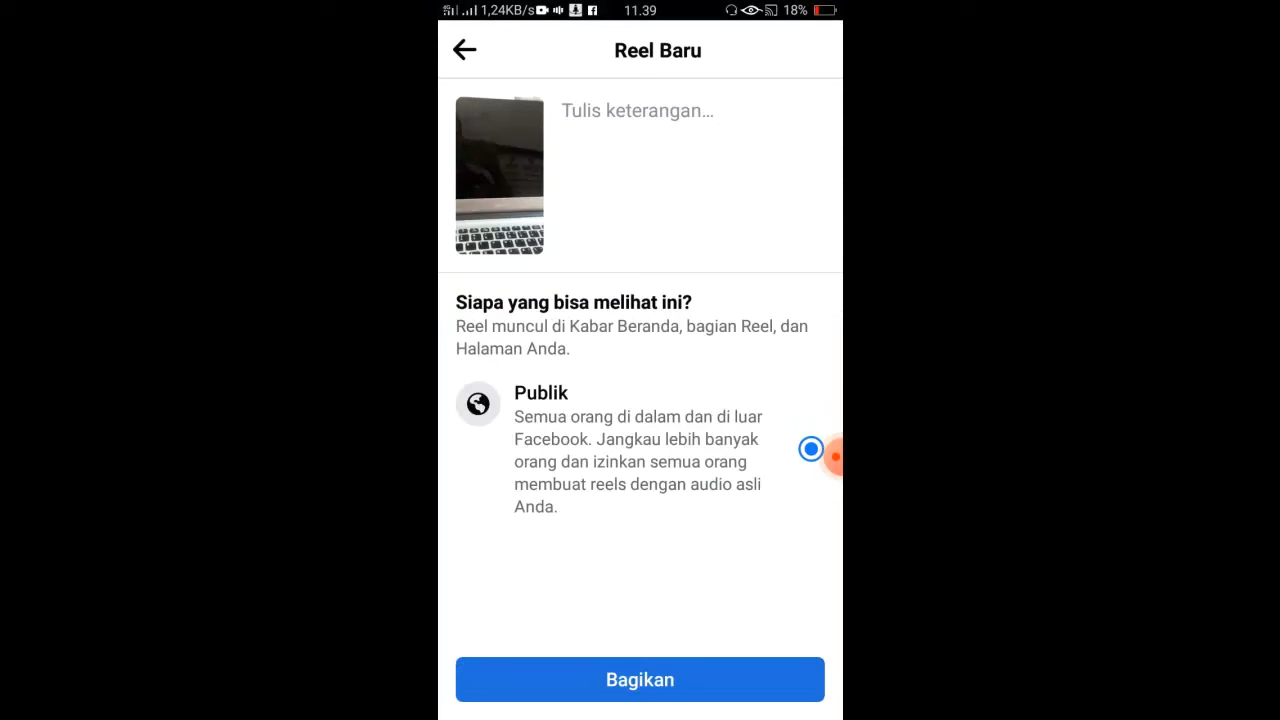 1,24KB/s 11.39 18%
Reel Baru
Tulis keterangan...
Siapa yang bisa melihat ini?
Reel muncul di Kabar Beranda, bagian Reel, dan
Halaman Anda.
Publik
Semua orang di dalam dan di luar
Facebook. Jangkau lebih banyak
orang dan izinkan semua orang
membuat reels dengan audio asli
Anda.
Bagikan